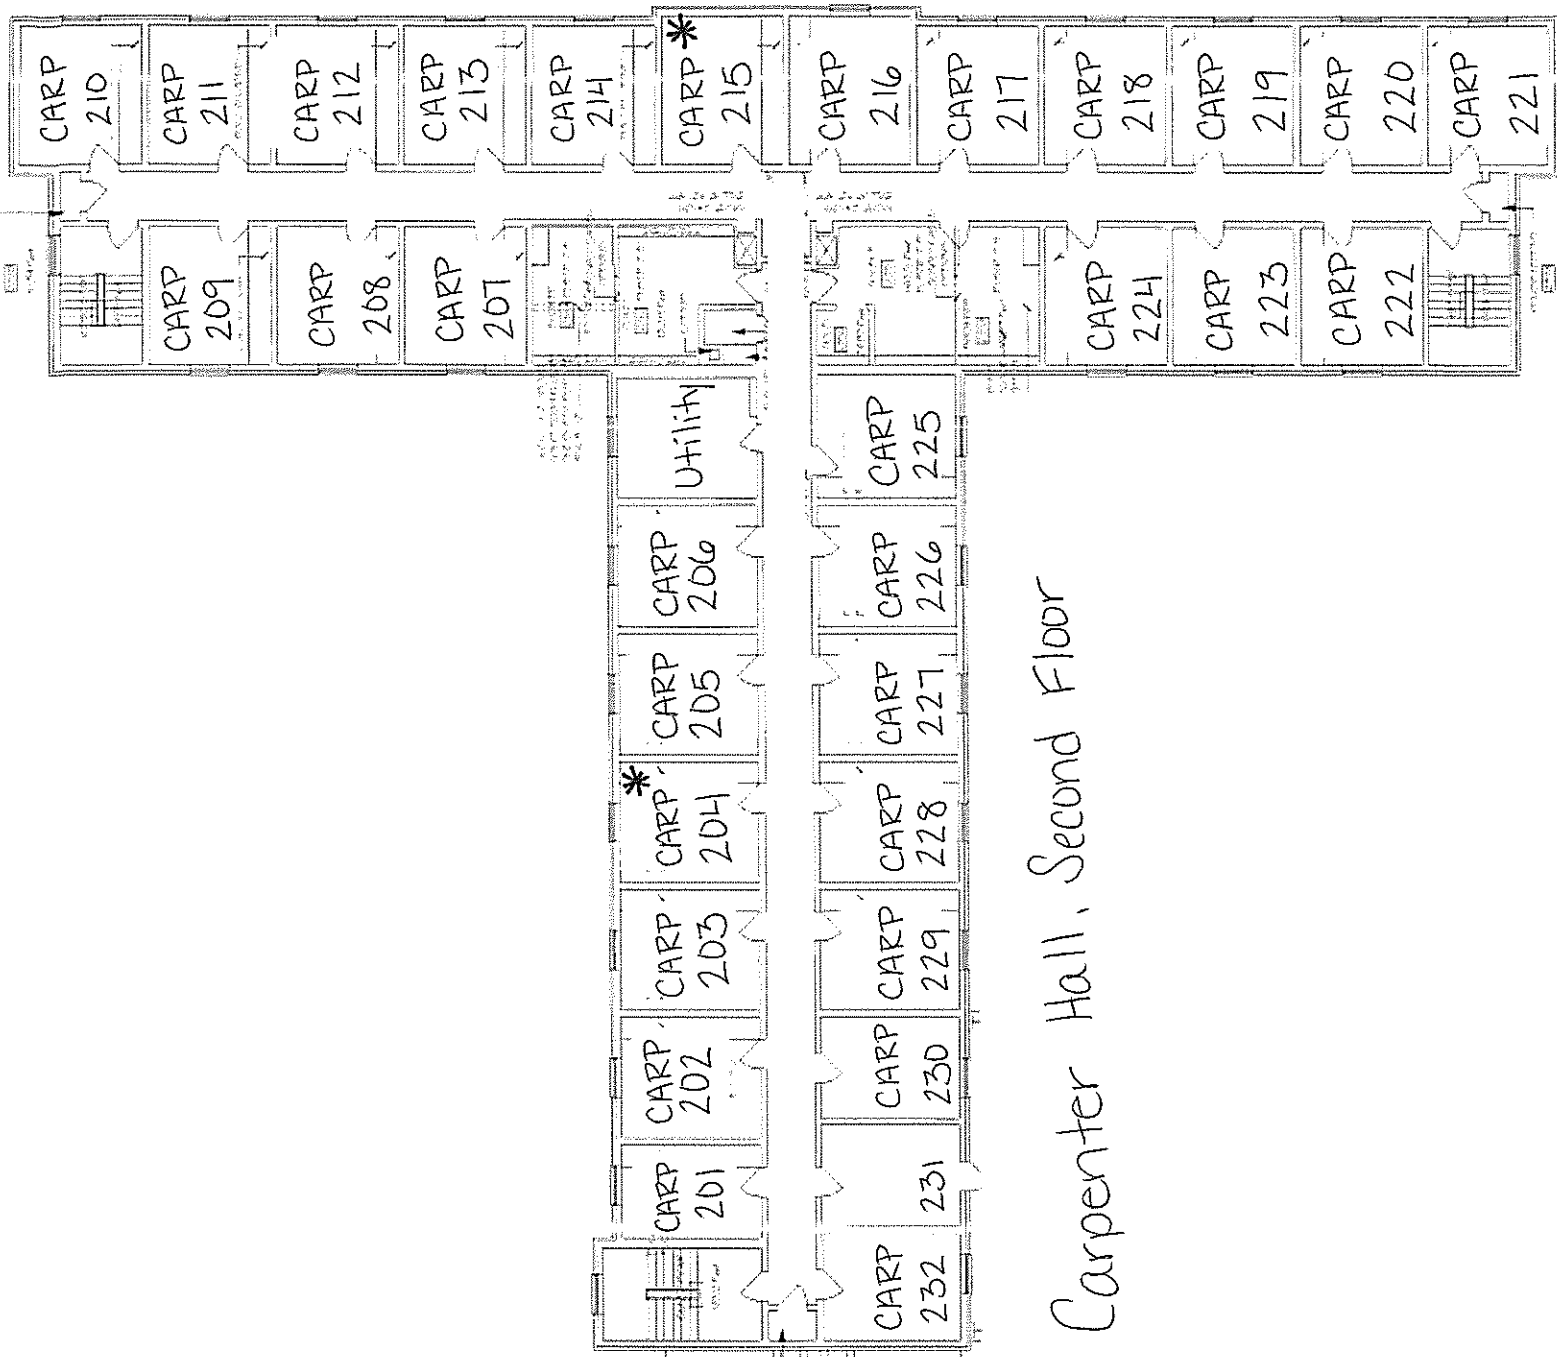 CARP
210
CARP
211
CARP
212
CARP
213
CARP
214
*
CARP
215
CARP
216
CARP
217
CARP
218
CARP
219
CARP
220
CARP
221
CARP
209
CARP
208
CARP
207
CARP
224
CARP
223
CARP
222
Utility
CARP
225
CARP
206
CARP
226
CARP
205
CARP
227
*
CARP
204
CARP
228
CARP
203
CARP
229
CARP
202
CARP
230
CARP
201
231
CARP
232
Carpenter Hall, Second Floor